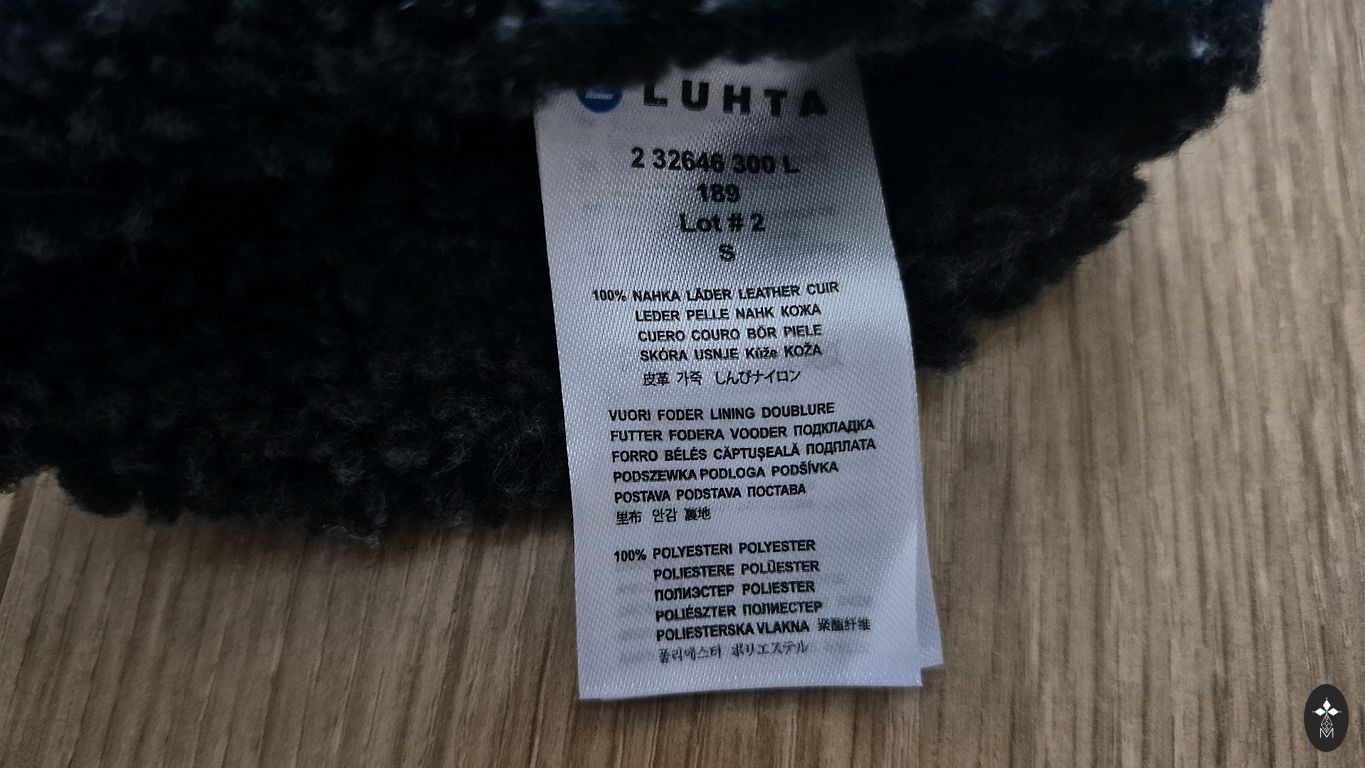 LUHTA
2 32646 300 L
189
Lot # 2
S
100% NAHKA LÄDER LEATHER CUIR
LEDER PELLE NAHK КОЖА
CUERO COURO BŐR PIELE
SKÓRA USNJE Kůže KOŽA
皮革 가죽 しんぴナイロン
VUORI FODER LINING DOUBLURE
FUTTER FODERA VOODER ПОДКЛАДКА
FORRO BÉLÉS CĂPTUŞEALĂ ПОДПЛАТА
PODSZEWKA PODLOGA PODŠÍVKA
POSTAVA PODSTAVA ПОСТАВА
里布 안감 裏地
100% POLYESTERI POLYESTER
POLIESTERE POLÜESTER
ПОЛИЭСТЕР POLIESTER
POLIÉSZTER ПОЛИЕСТЕР
POLIESTERSKA VLAKNA 聚酯纤维
폴리에스터 ポリエステル
M